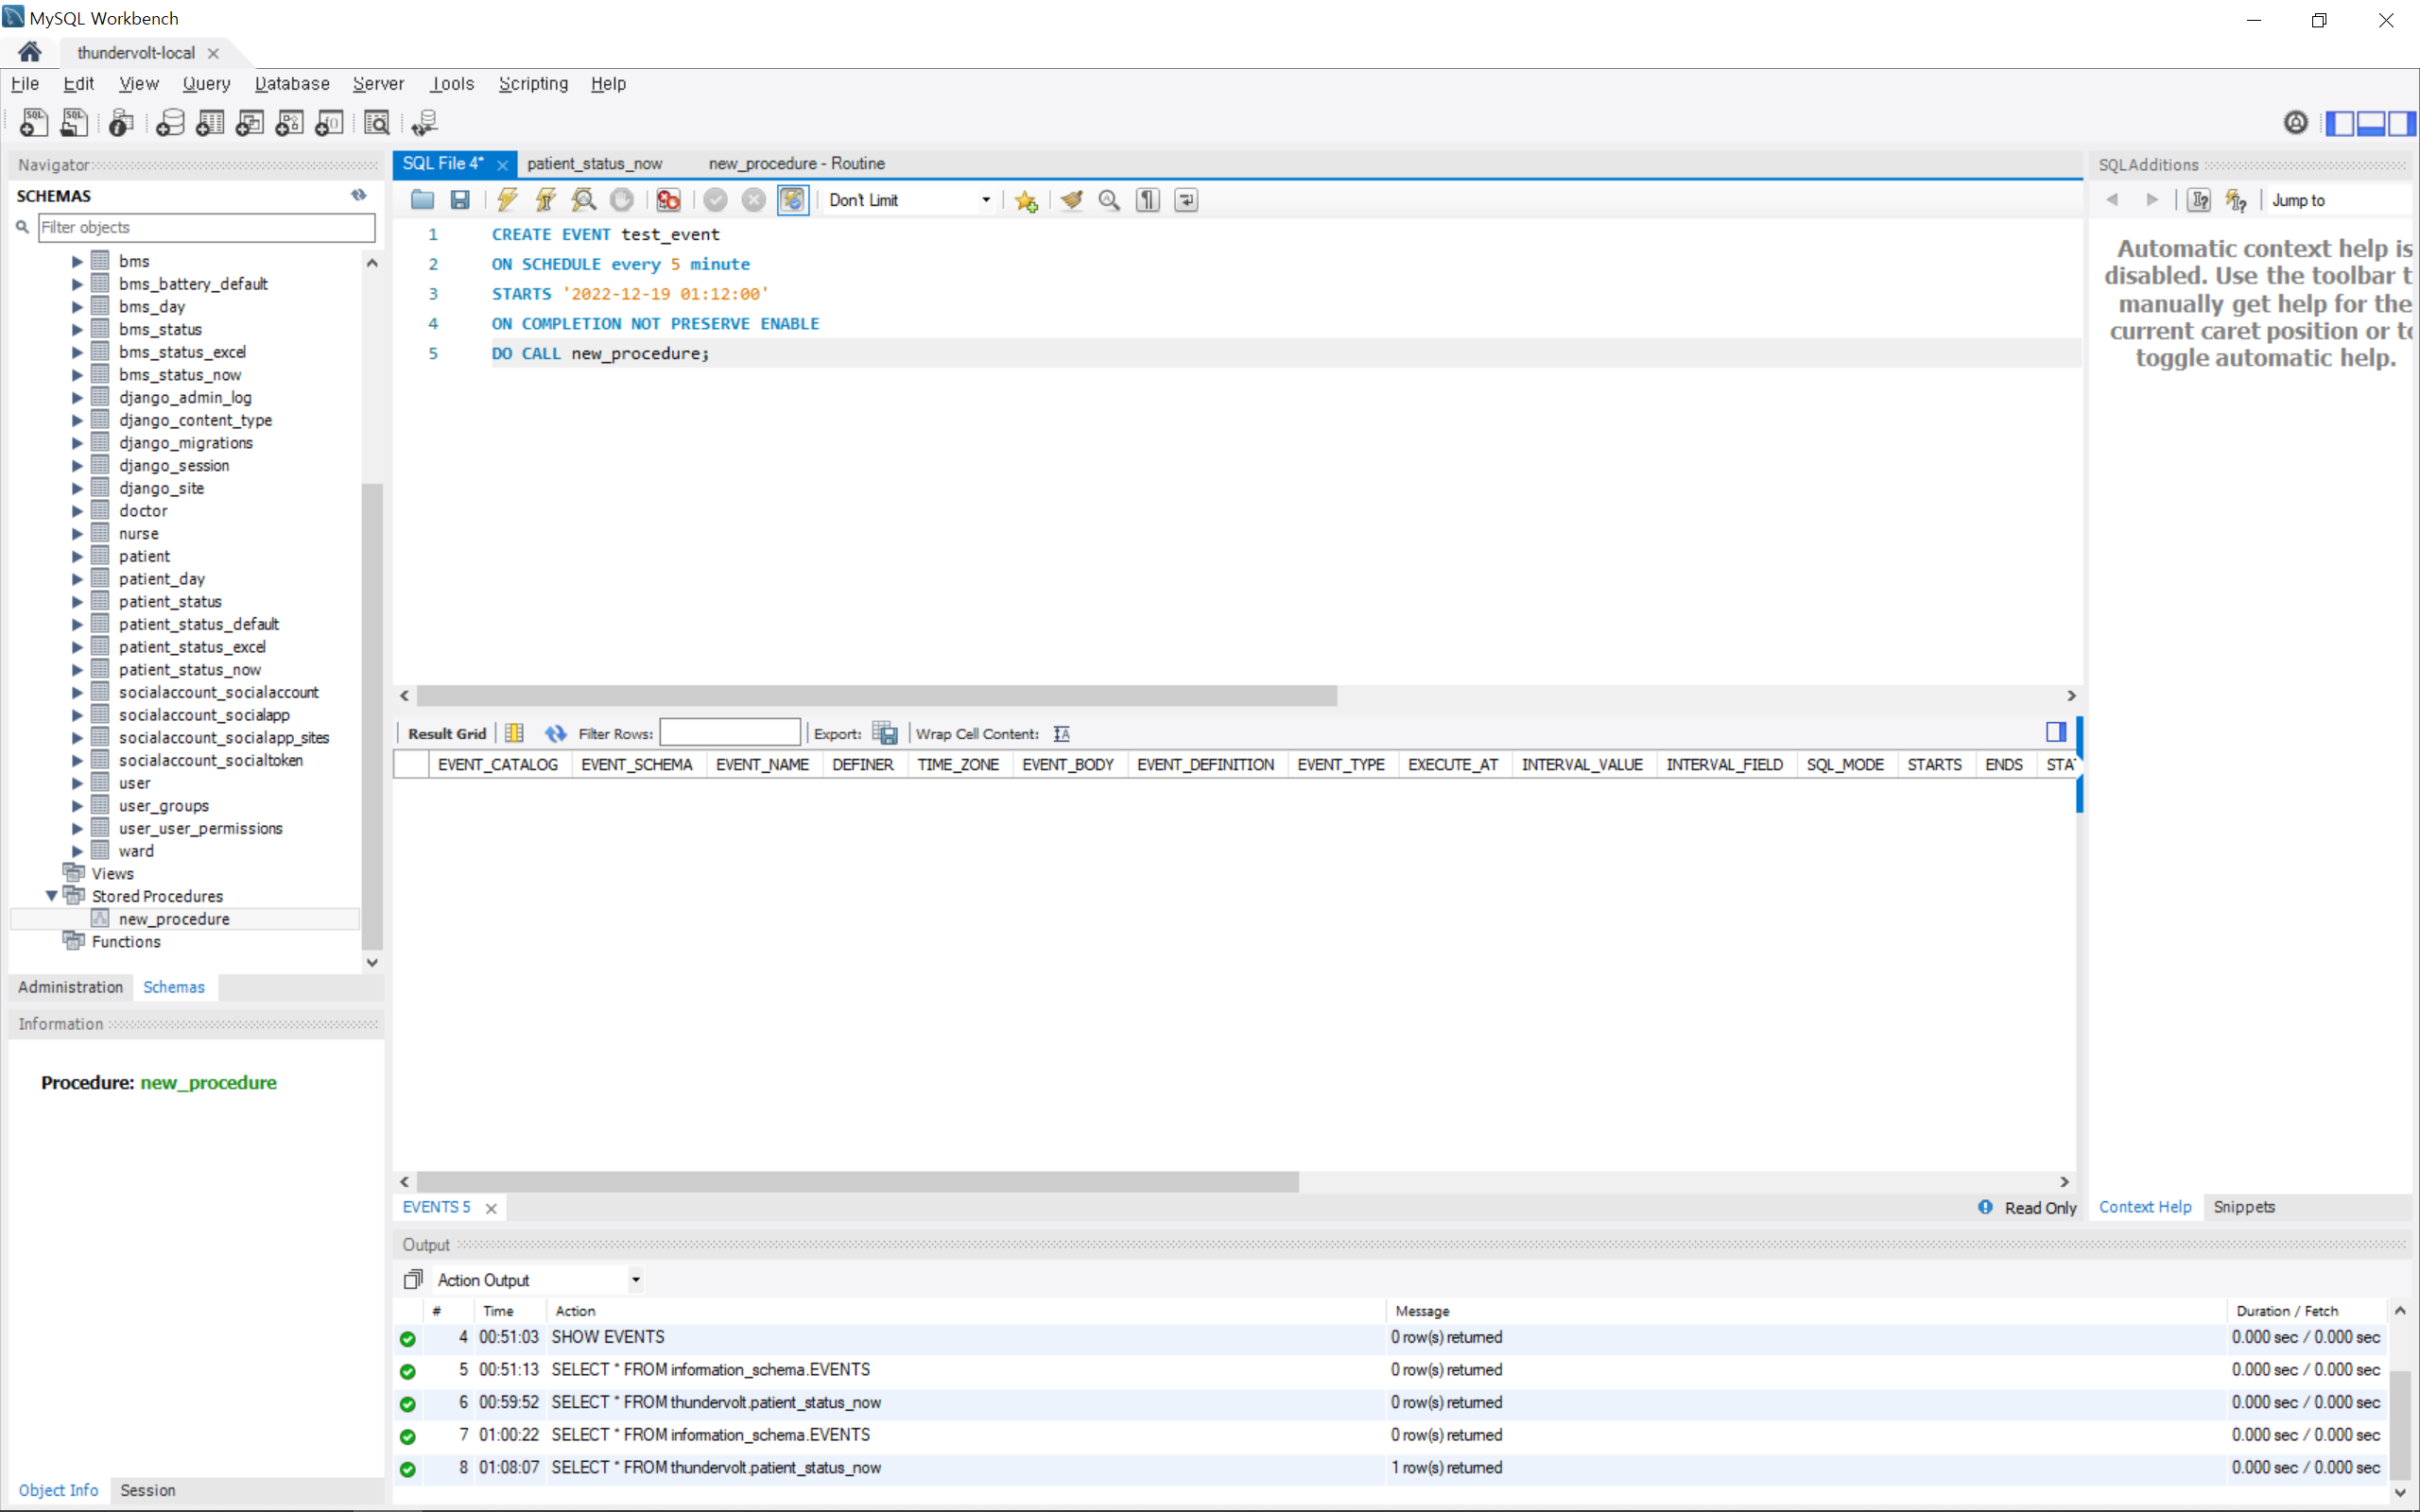 MySQL Workbench
thundervolt-local
File Edit View Query Database Server Tools Scripting Help
Navigator
SCHEMAS
Filter objects
bms
bms_battery_default
bms_day
bms_status
bms_status_excel
bms_status_now
django_admin_log
django_content_type
django_migrations
django_session
django_site
doctor
nurse
patient
patient_day
patient_status
patient_status_default
patient_status_excel
patient_status_now
socialaccount_socialaccount
socialaccount_socialapp
socialaccount_socialapp_sites
socialaccount_socialtoken
user
user_groups
user_user_permissions
ward
Views
Stored Procedures
new_procedure
Functions
Administration Schemas
Information
Procedure: new_procedure
Object Info Session
SQL File 4* patient_status_now new_procedure - Routine
Don't Limit
1 CREATE EVENT test_event
2 ON SCHEDULE every 5 minute
3 STARTS '2022-12-19 01:12:00'
4 ON COMPLETION NOT PRESERVE ENABLE
5 DO CALL new_procedure;
Result Grid Filter Rows: Export: Wrap Cell Content:
EVENT_CATALOG EVENT_SCHEMA EVENT_NAME DEFINER TIME_ZONE EVENT_BODY EVENT_DEFINITION EVENT_TYPE EXECUTE_AT INTERVAL_VALUE INTERVAL_FIELD SQL_MODE STARTS ENDS STA
EVENTS 5 Read Only
Output
Action Output
# Time Action Message Duration / Fetch
4 00:51:03 SHOW EVENTS 0 row(s) returned 0.000 sec / 0.000 sec
5 00:51:13 SELECT * FROM information_schema.EVENTS 0 row(s) returned 0.000 sec / 0.000 sec
6 00:59:52 SELECT * FROM thundervolt.patient_status_now 0 row(s) returned 0.000 sec / 0.000 sec
7 01:00:22 SELECT * FROM information_schema.EVENTS 0 row(s) returned 0.000 sec / 0.000 sec
8 01:08:07 SELECT * FROM thundervolt.patient_status_now 1 row(s) returned 0.000 sec / 0.000 sec
SQLAdditions
Jump to
Automatic context help is
disabled. Use the toolbar t
manually get help for the
current caret position or to
toggle automatic help.
Context Help Snippets